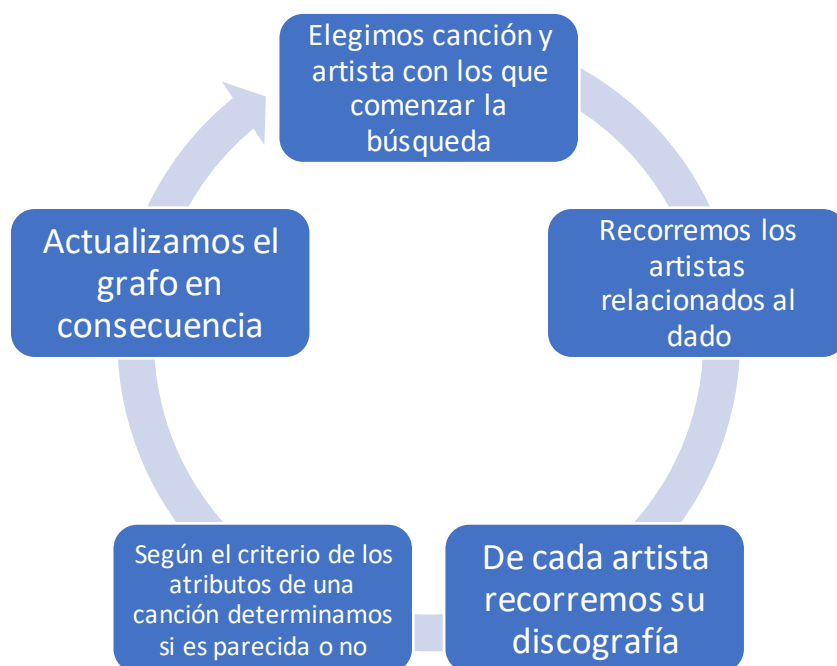 Elegimos canción y
artista con los que
comenzar la
búsqueda
Recorremos los
artistas
relacionados al
dado
De cada artista
recorremos su
discografía
Según el criterio de los
atributos de una
canción determinamos
si es parecida o no
Actualizamos el
grafo en
consecuencia